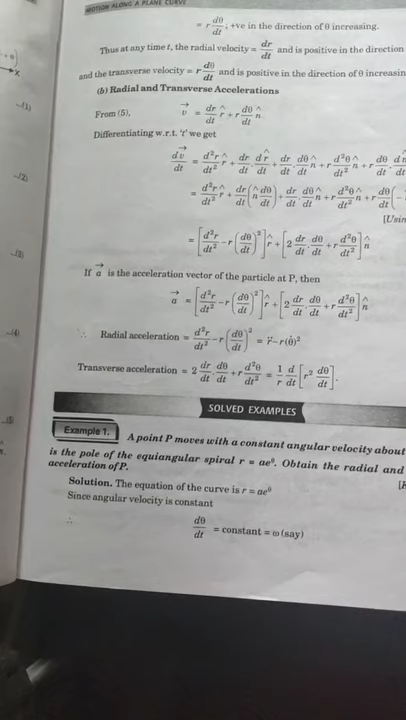 MOTION ALONG A PLANE CURVE
= r dθ/dt ; +ve in the direction of θ increasing.
Thus at any time t, the radial velocity = dr/dt and is positive in the direction
and the transverse velocity = r dθ/dt and is positive in the direction of θ increasin
(b) Radial and Transverse Accelerations
From (5), v⃗ = dr/dt r̂ + r dθ/dt n̂
Differentiating w.r.t. 't' we get
dv⃗/dt = d²r/dt² r̂ + dr/dt dr̂/dt + dr/dt · dθ/dt n̂ + r d²θ/dt² n̂ + r dθ/dt · dn̂/dt
= d²r/dt² r̂ + dr/dt (n̂ dθ/dt) + dr/dt · dθ/dt n̂ + r d²θ/dt² n̂ + r dθ/dt (–
[Usin
= [d²r/dt² – r (dθ/dt)²] r̂ + [2 dr/dt · dθ/dt + r d²θ/dt²] n̂
If a⃗ is the acceleration vector of the particle at P, then
a⃗ = [d²r/dt² – r (dθ/dt)²] r̂ + [2 dr/dt · dθ/dt + r d²θ/dt²] n̂
∴ Radial acceleration = d²r/dt² – r (dθ/dt)² = r̈ – r(θ̇)²
Transverse acceleration = 2 dr/dt · dθ/dt + r d²θ/dt² = 1/r d/dt [r² dθ/dt].
SOLVED EXAMPLES
Example 1. A point P moves with a constant angular velocity about
is the pole of the equiangular spiral r = ae^θ. Obtain the radial and
acceleration of P.
Solution. The equation of the curve is r = ae^θ
Since angular velocity is constant
∴ dθ/dt = constant = ω (say)
...(1)
...(2)
...(3)
...(4)
...(5)